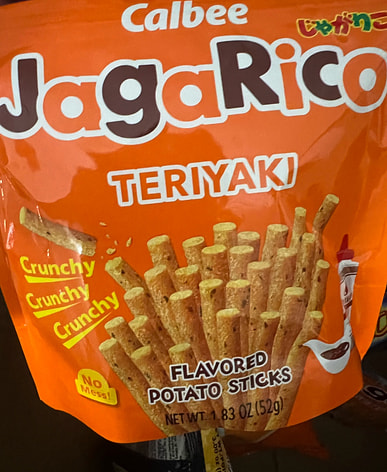 Calbee
じゃがりこ
JagaRico
TERIYAKI
Crunchy
Crunchy
Crunchy
No
Mess!
FLAVORED
POTATO STICKS
NET WT 1.83 OZ (52g)